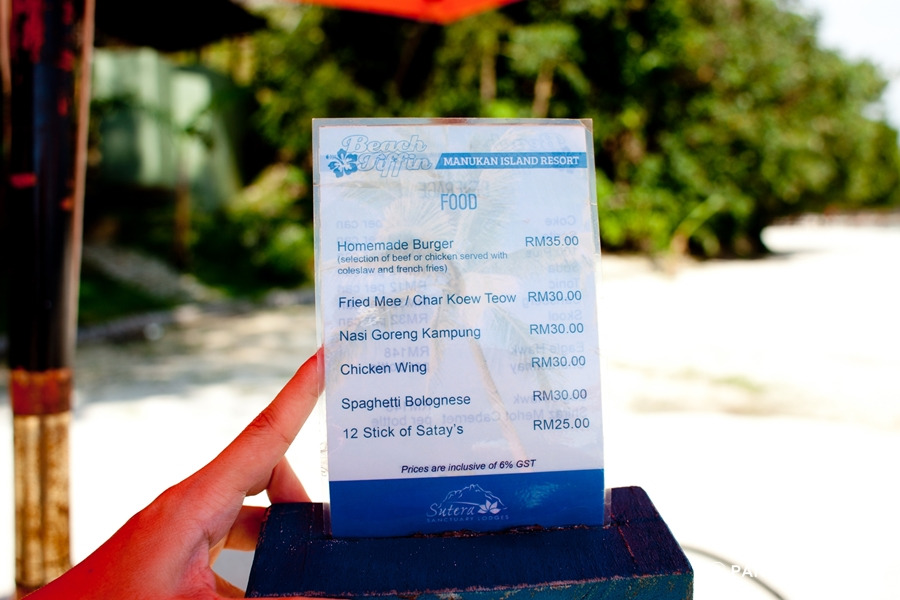 Beach Tiffin
MANUKAN ISLAND RESORT
FOOD
Homemade Burger RM35.00
(selection of beef or chicken served with
coleslaw and french fries)
Fried Mee / Char Koew Teow RM30.00
Nasi Goreng Kampung RM30.00
Chicken Wing RM30.00
Spaghetti Bolognese RM30.00
12 Stick of Satay's RM25.00
Prices are inclusive of 6% GST
Sutera
SANCTUARY LODGES